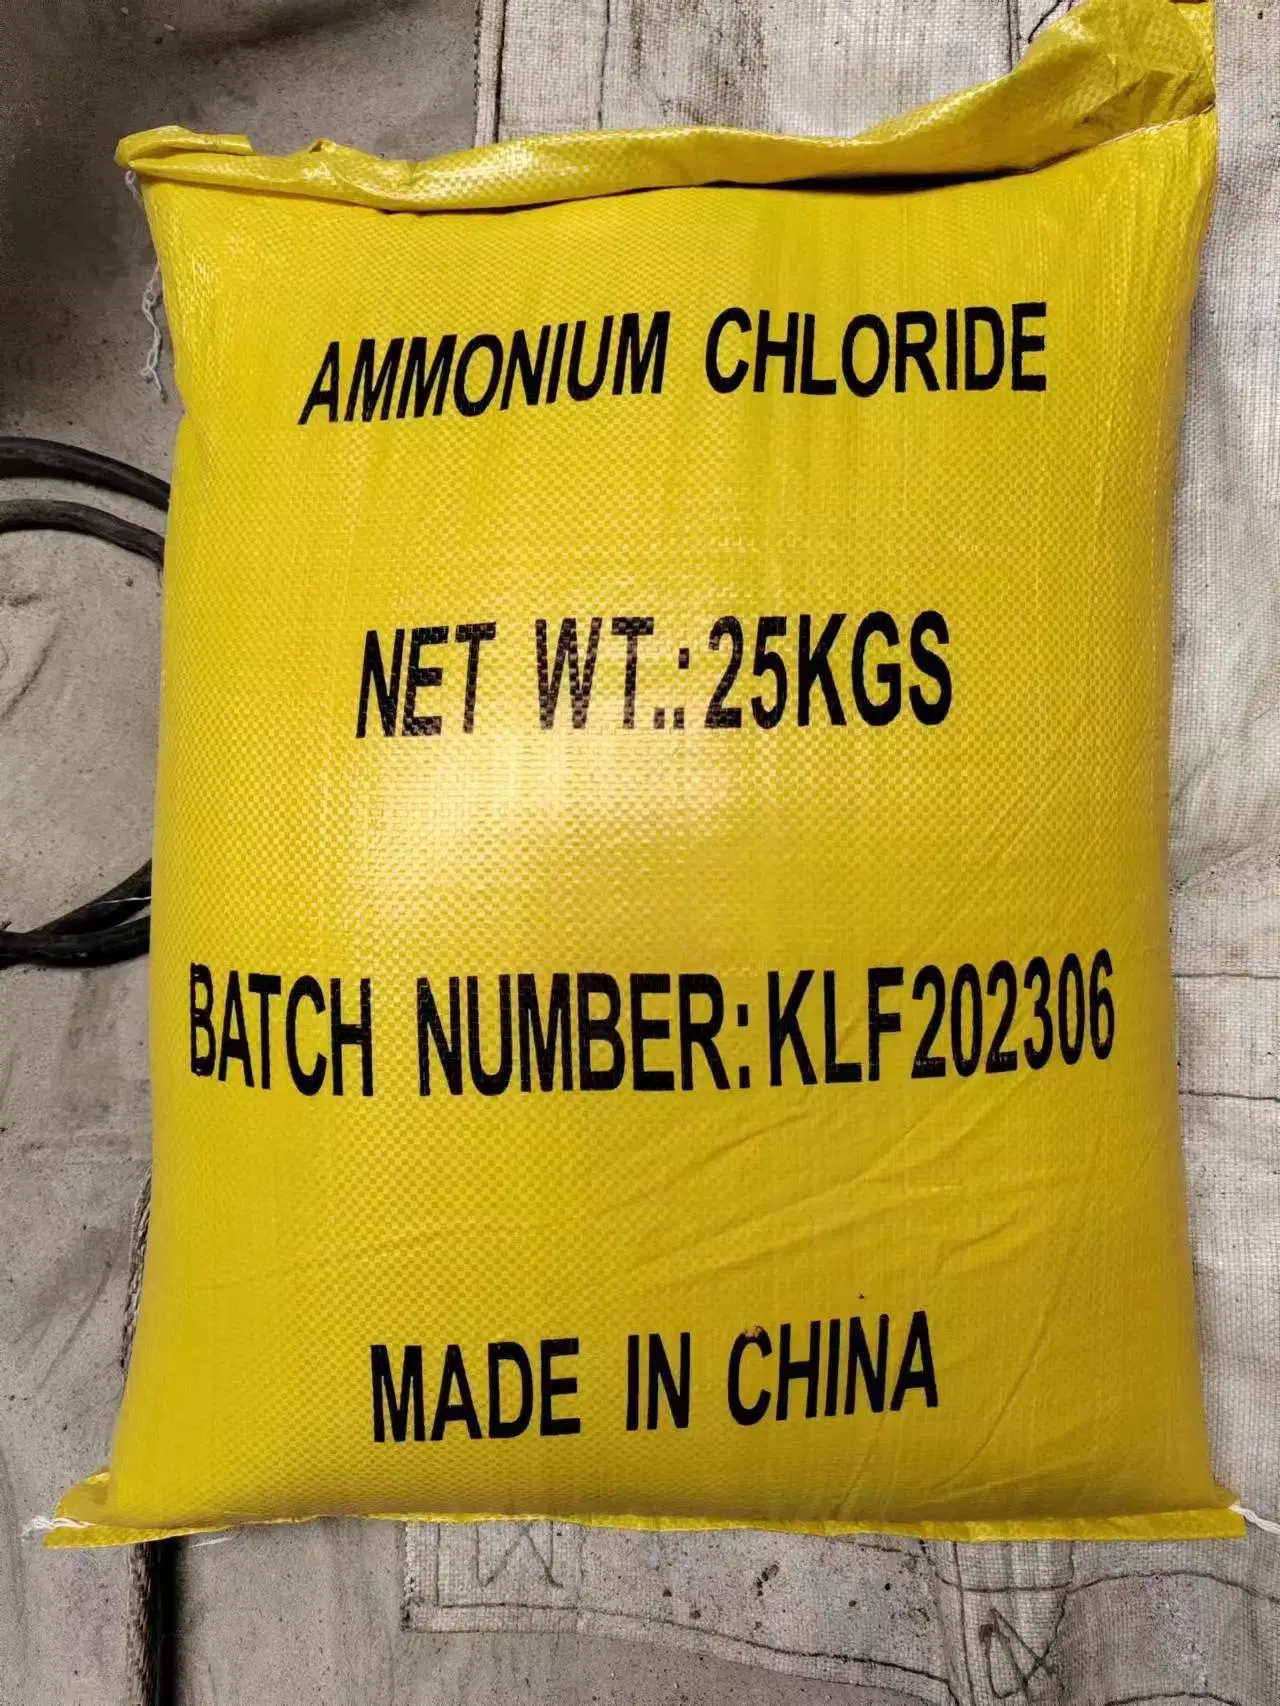 AMMONIUM CHLORIDE
NET WT.:25KGS
BATCH NUMBER:KLF202306
MADE IN CHINA